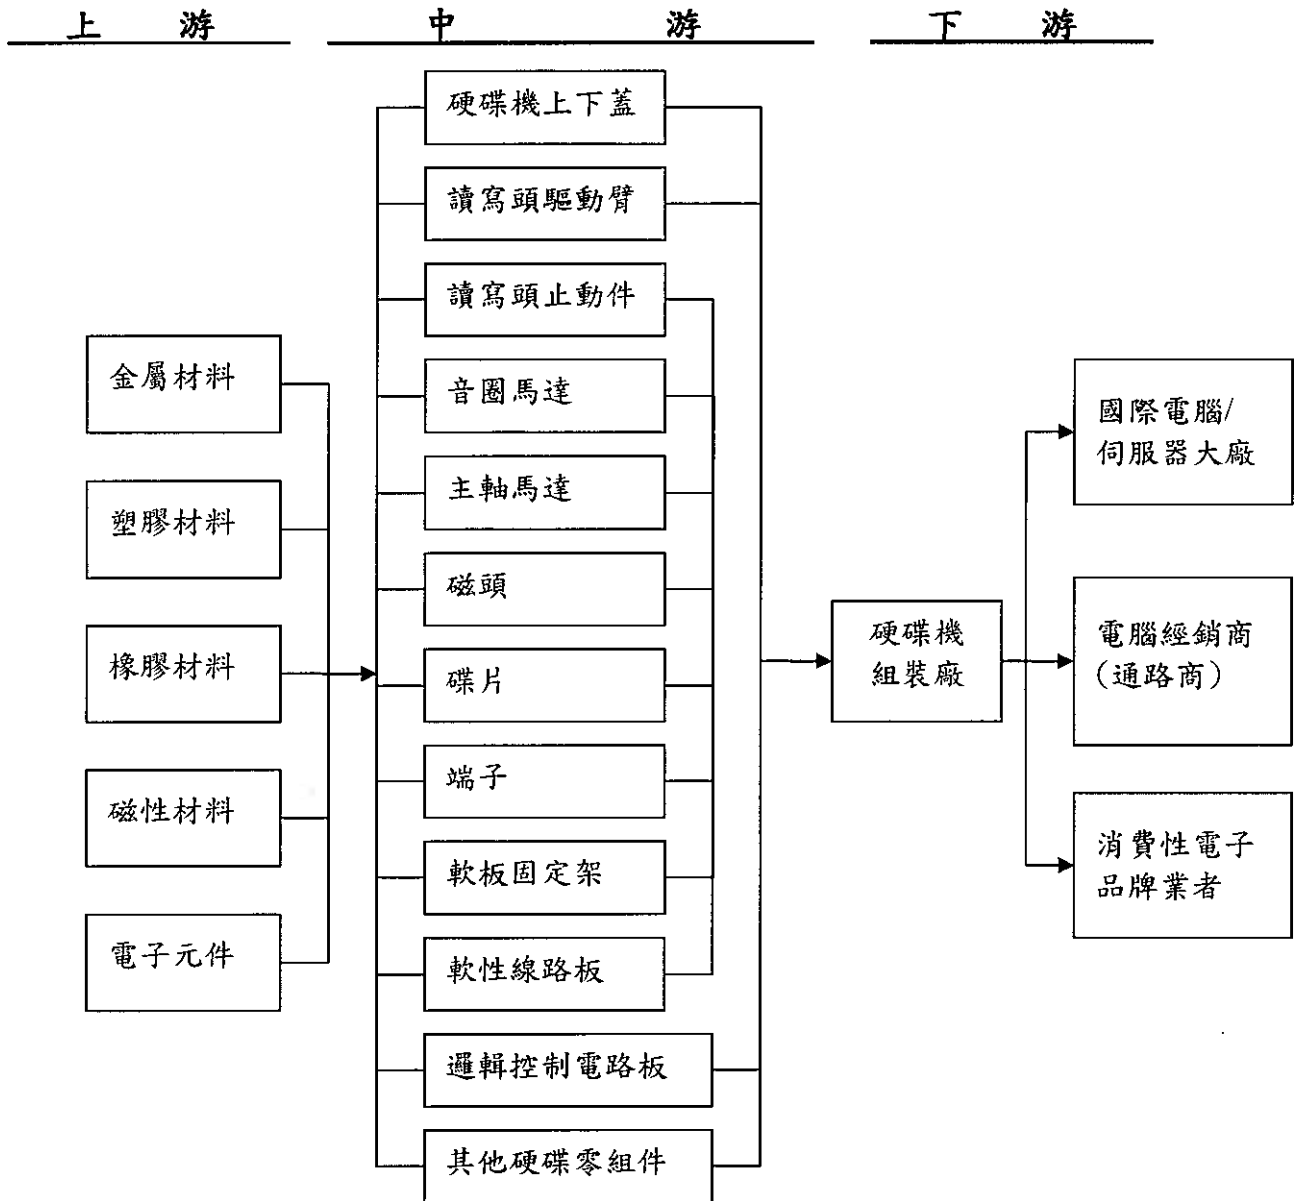 上 游
中 游
下 游
金屬材料
塑膠材料
橡膠材料
磁性材料
電子元件
硬碟機上下蓋
讀寫頭驅動臂
讀寫頭止動件
音圈馬達
主軸馬達
磁頭
碟片
端子
軟板固定架
軟性線路板
邏輯控制電路板
其他硬碟零組件
硬碟機
組裝廠
國際電腦/
伺服器大廠
電腦經銷商
(通路商)
消費性電子
品牌業者